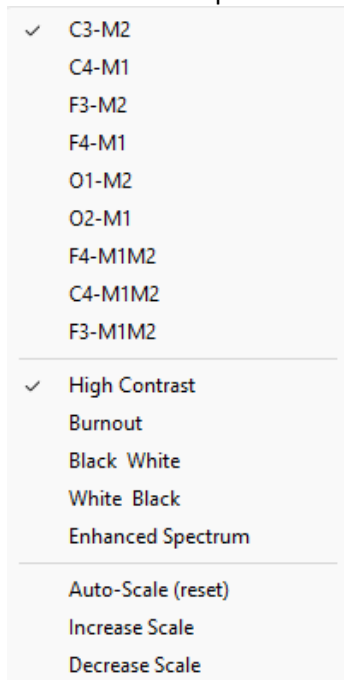 C3-M2
C4-M1
F3-M2
F4-M1
O1-M2
O2-M1
F4-M1M2
C4-M1M2
F3-M1M2
High Contrast
Burnout
Black White
White Black
Enhanced Spectrum
Auto-Scale (reset)
Increase Scale
Decrease Scale